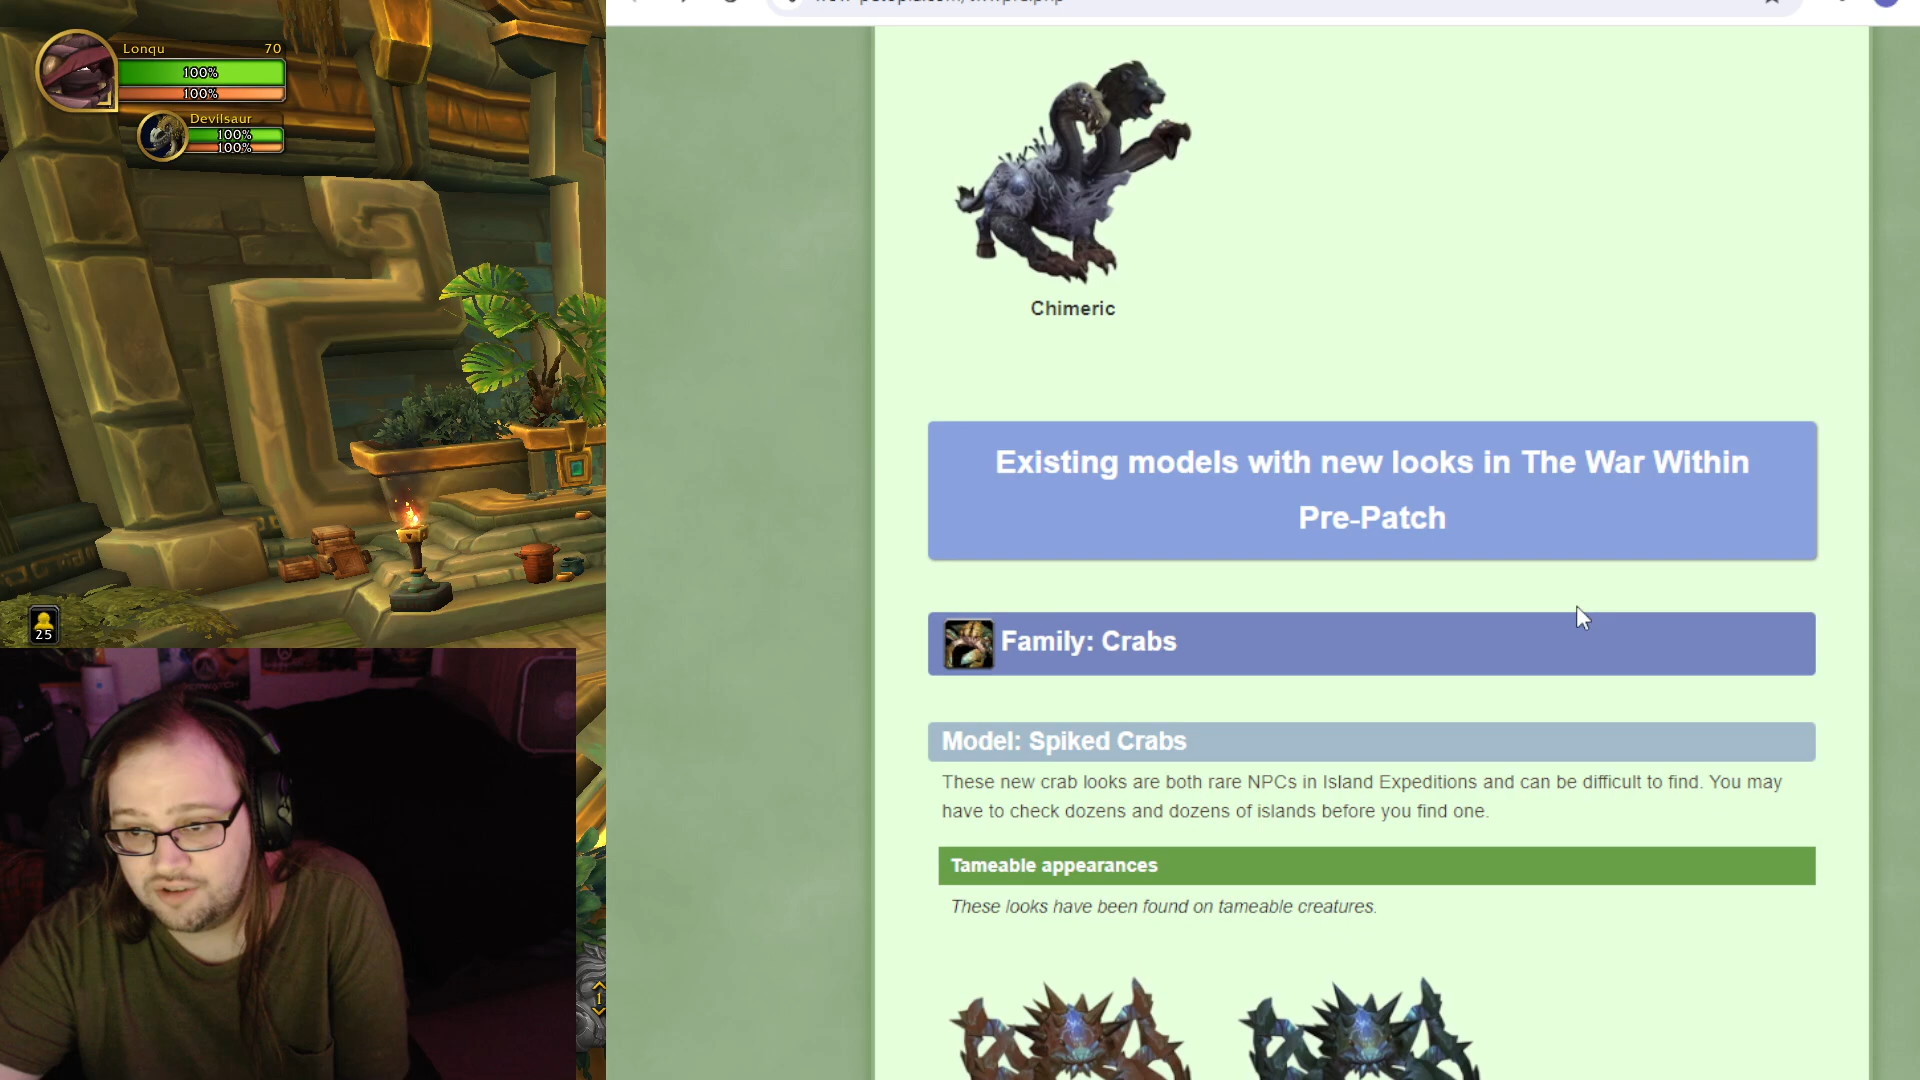 Lonqu 70
100%
100%
Devilsaur
100%
100%
25
1
Chimeric
Existing models with new looks in The War Within
Pre-Patch
Family: Crabs
Model: Spiked Crabs
These new crab looks are both rare NPCs in Island Expeditions and can be difficult to find. You may
have to check dozens and dozens of islands before you find one.
Tameable appearances
These looks have been found on tameable creatures.